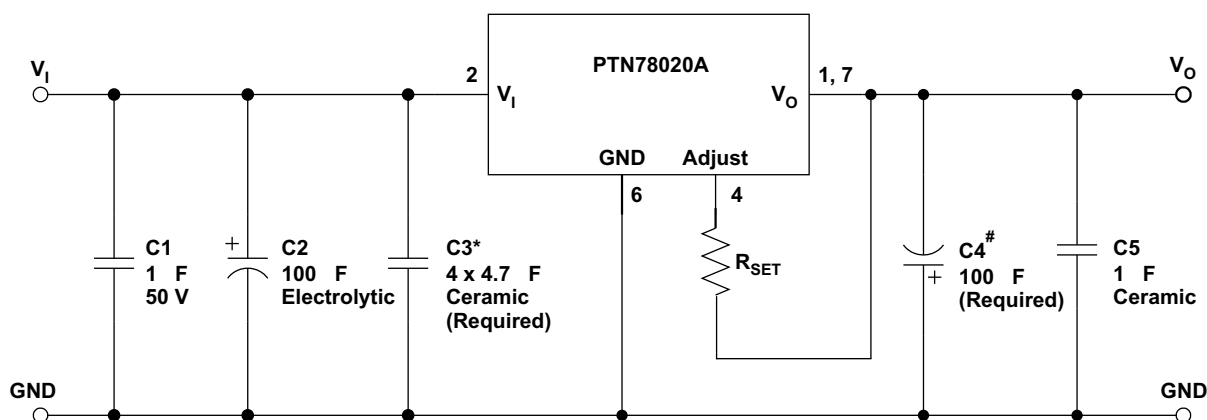 PTN78020A
V_I
2
1, 7
V_O
V_I
V_O
GND
Adjust
6
4
C1
1 F
50 V
+
C2
100 F
Electrolytic
C3*
4 x 4.7 F
Ceramic
(Required)
R_SET
C4#
100 F
(Required)
+
C5
1 F
Ceramic
GND
GND